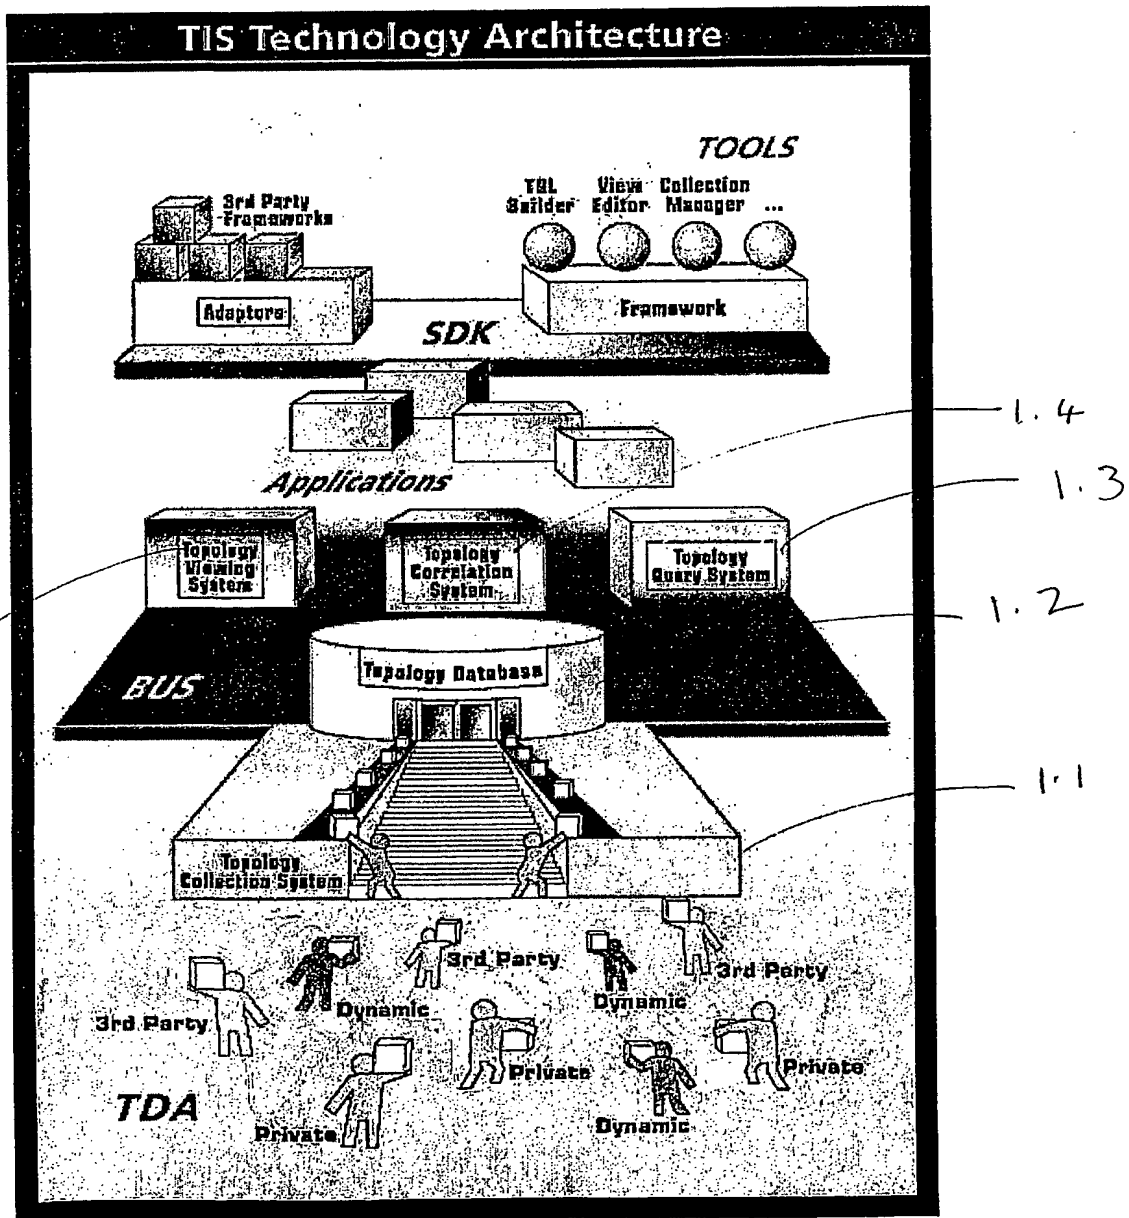 TIS Technology Architecture
TOOLS
3rd Party
Frameworks
TQL
Builder
View
Editor
Collection
Manager
...
Adaptors
Framework
SDK
1.4
Applications
1.3
Topology
Viewing
System
Topology
Correlation
System
Topology
Query System
1.2
Topology Database
BUS
1.1
Topology
Collection System
3rd Party
3rd Party
Dynamic
Dynamic
3rd Party
Private
Private
TDA
Private
Dynamic